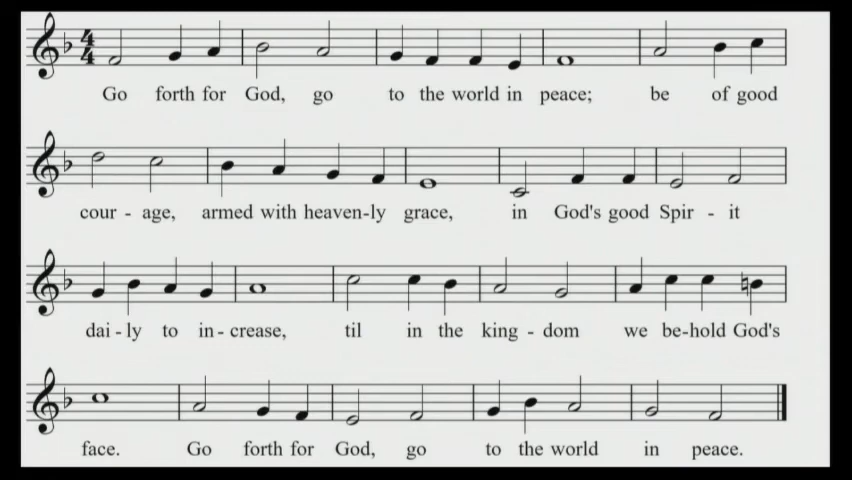 Go forth for God, go to the world in peace; be of good
cour - age, armed with heaven-ly grace, in God's good Spir - it
dai - ly to in - crease, til in the king - dom we be-hold God's
face. Go forth for God, go to the world in peace.